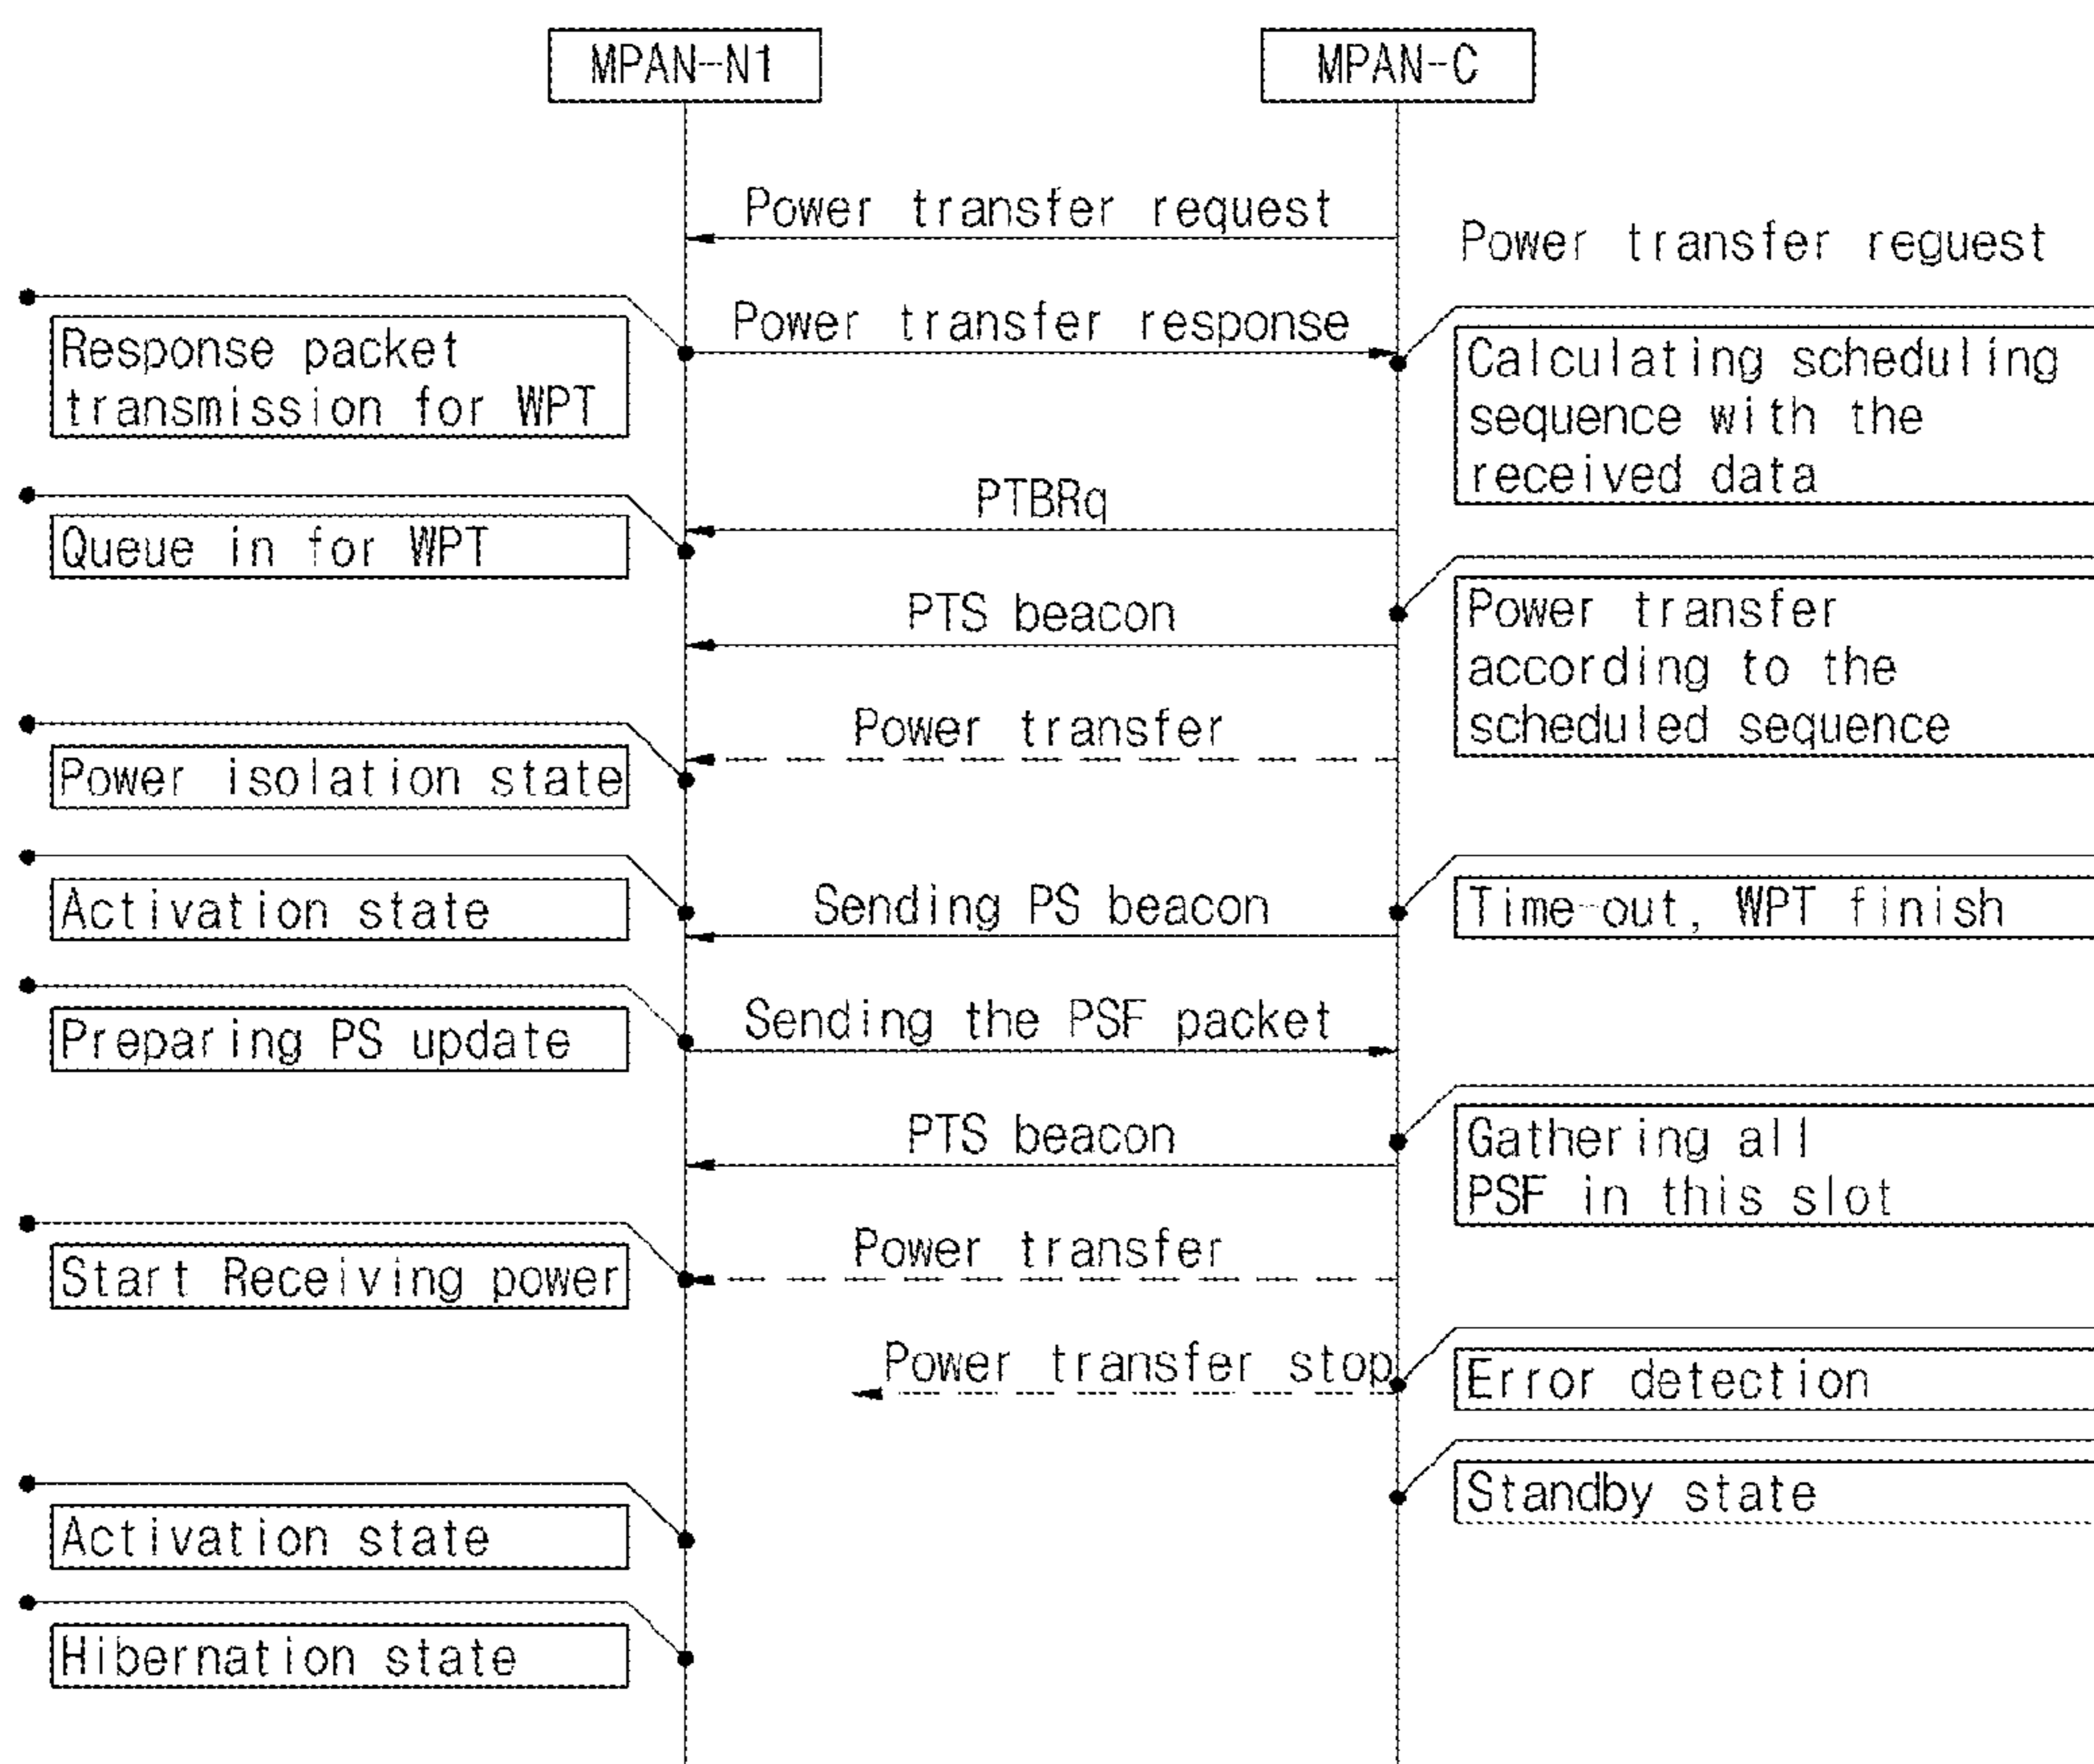 MPAN-N1
MPAN-C
Power transfer request
Power transfer reguest
Power transfer response
Response packet
transmission for WPT
Calculating scheduling
sequence with the
received data
PTBRq
Queue in for WPT
PTS beacon
Power transfer
according to the
scheduled sequence
Power transfer
Power isolation state
Activation state
Sending PS beacon
Time-out, WPT finish
Preparing PS update
Sending the PSF packet
PTS beacon
Gathering all
PSF in this slot
Power transfer
Start Receiving power
Power transfer stop
Error detection
Standby state
Activation state
Hibernation state